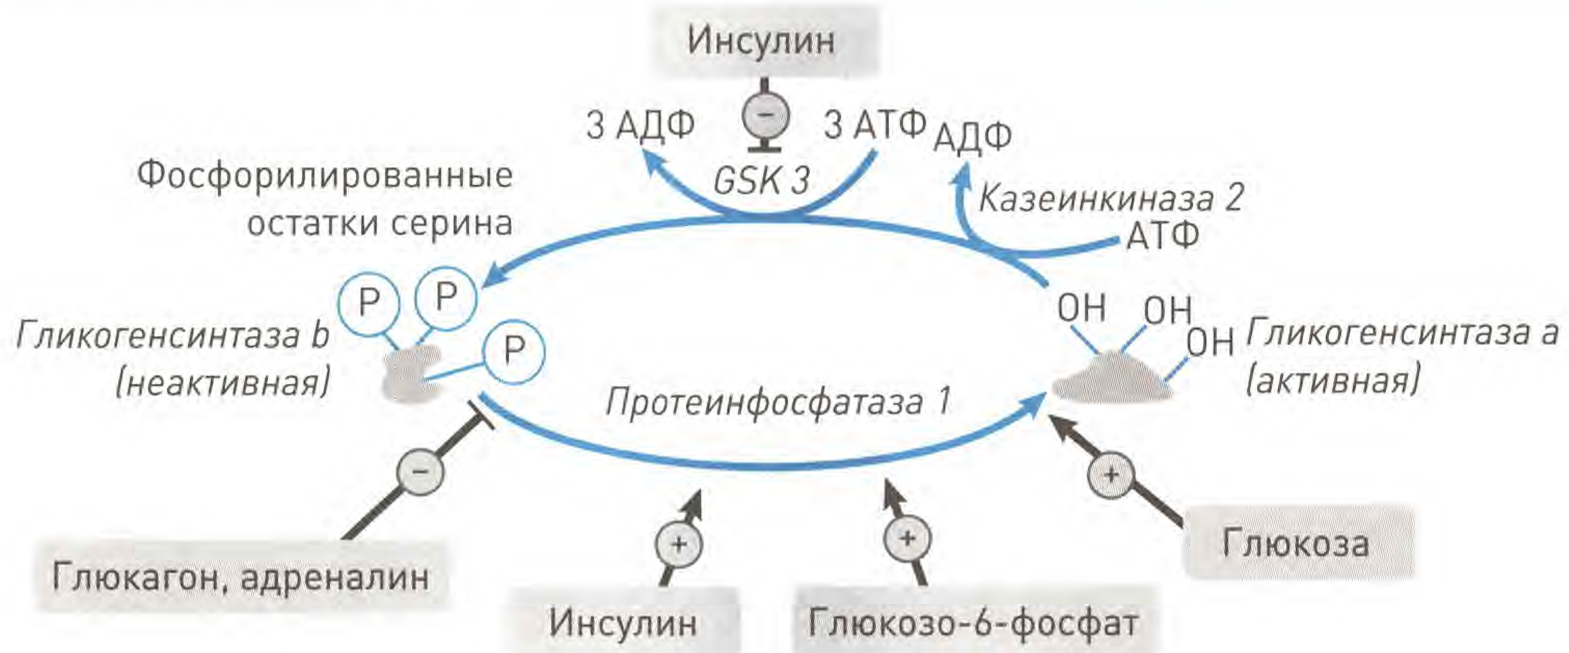 Инсулин
3 АДФ
3 АТФ
АДФ
GSK 3
Фосфорилированные
остатки серина
Казеинкиназа 2
АТФ
P
P
P
OH
OH
OH
Гликогенсинтаза b
(неактивная)
Гликогенсинтаза a
(активная)
Протеинфосфатаза 1
Глюкагон, адреналин
Инсулин
Глюкозо-6-фосфат
Глюкоза
−
−
+
+
+